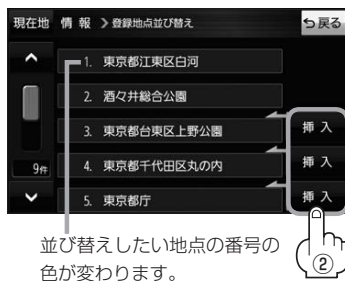 現在地 情報 ＞登録地点並び替え
戻る
1. 東京都江東区白河
2. 酒々井総合公園
3. 東京都台東区上野公園
挿入
9件
4. 東京都千代田区丸の内
挿入
5. 東京都庁
挿入
②
並び替えしたい地点の番号の
色が変わります。